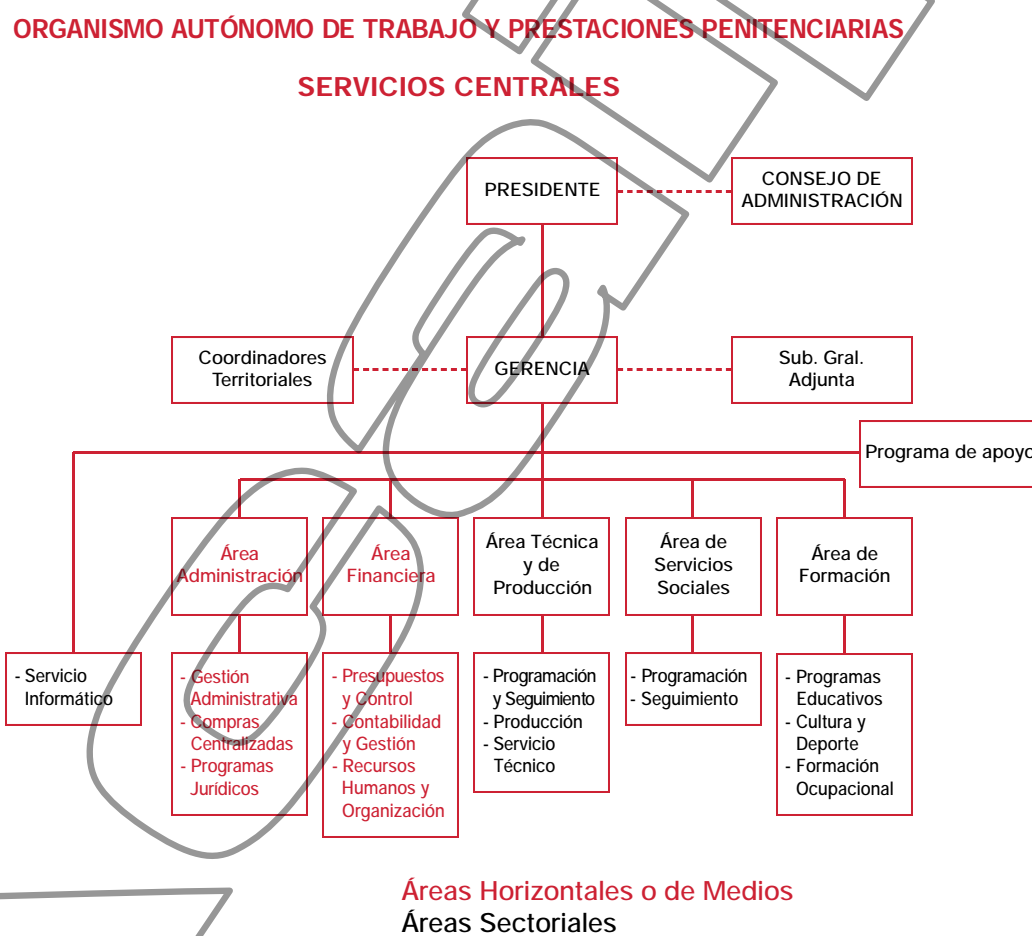 ORGANISMO AUTÓNOMO DE TRABAJO Y PRESTACIONES PENITENCIARIAS
SERVICIOS CENTRALES
PRESIDENTE
CONSEJO DE
ADMINISTRACIÓN
Coordinadores
Territoriales
GERENCIA
Sub. Gral.
Adjunta
Programa de apoyo
Área
Administración
Área
Financiera
Área Técnica
y de
Producción
Área de
Servicios
Sociales
Área de
Formación
- Servicio
Informático
- Gestión
Administrativa
- Compras
Centralizadas
- Programas
Jurídicos
- Presupuestos
y Control
- Contabilidad
y Gestión
- Recursos
Humanos y
Organización
- Programación
y Seguimiento
- Producción
- Servicio
Técnico
- Programación
- Seguimiento
- Programas
Educativos
- Cultura y
Deporte
- Formación
Ocupacional
Áreas Horizontales o de Medios
Áreas Sectoriales